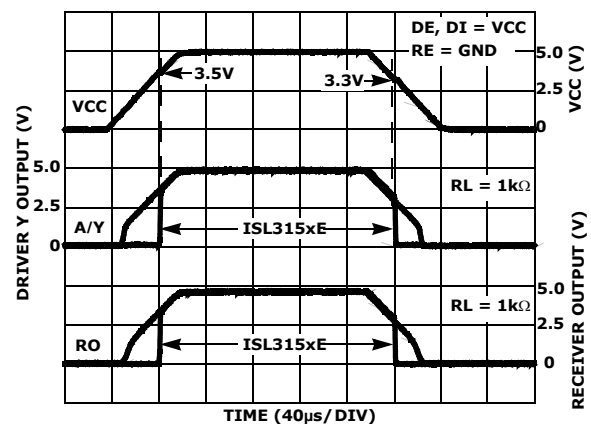 DE, DI = VCC
RE = GND
5.0
3.5V
3.3V
2.5
VCC
0
VCC (V)
DRIVER Y OUTPUT (V)
5.0
RL = 1kΩ
2.5
A/Y
ISL315xE
0
RECEIVER OUTPUT (V)
5.0
RL = 1kΩ
2.5
RO
ISL315xE
0
TIME (40µs/DIV)